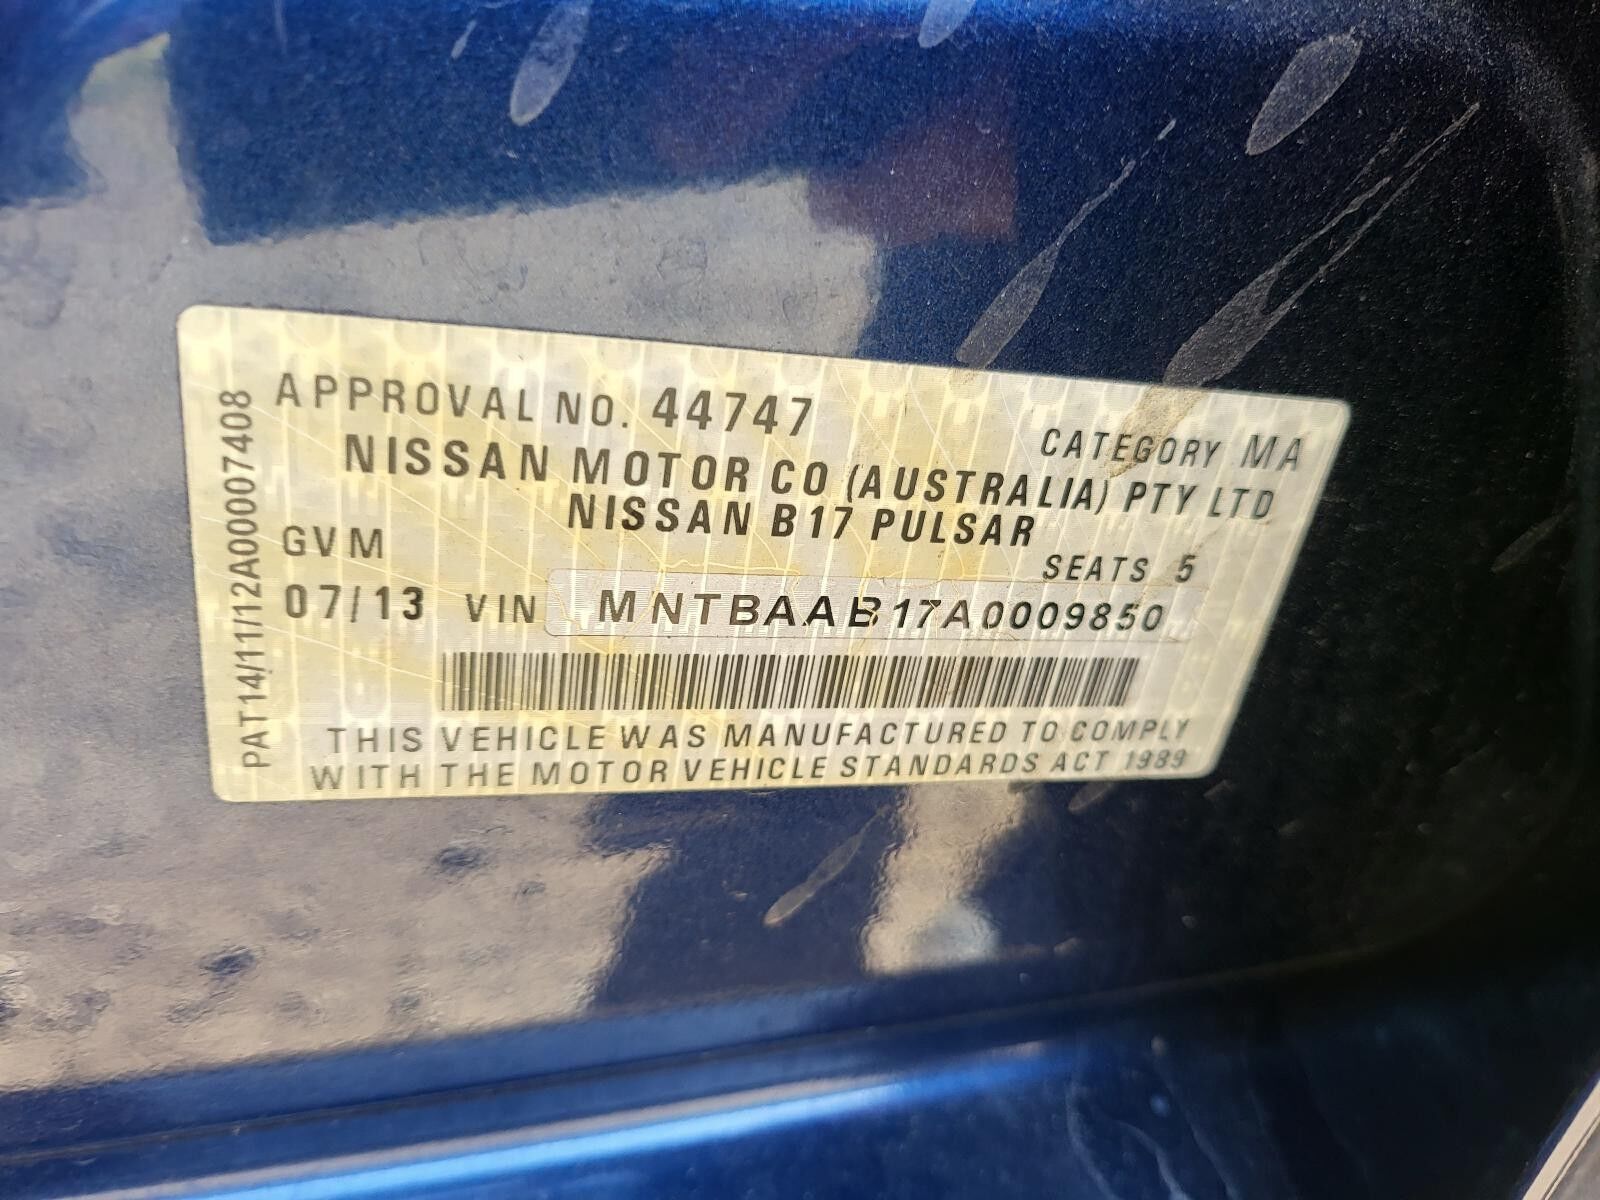 APPROVAL NO. 44747
CATEGORY MA
NISSAN MOTOR CO (AUSTRALIA) PTY LTD
NISSAN B17 PULSAR
GVM
SEATS 5
07/13 VIN MNTBAAB17A0009850
THIS VEHICLE WAS MANUFACTURED TO COMPLY
WITH THE MOTOR VEHICLE STANDARDS ACT 1989
PAT14/11/12A00007408